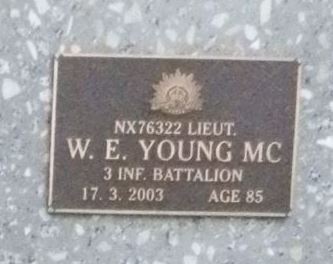 NX76322 LIEUT.
W. E. YOUNG MC
3 INF. BATTALION
17. 3. 2003 AGE 85